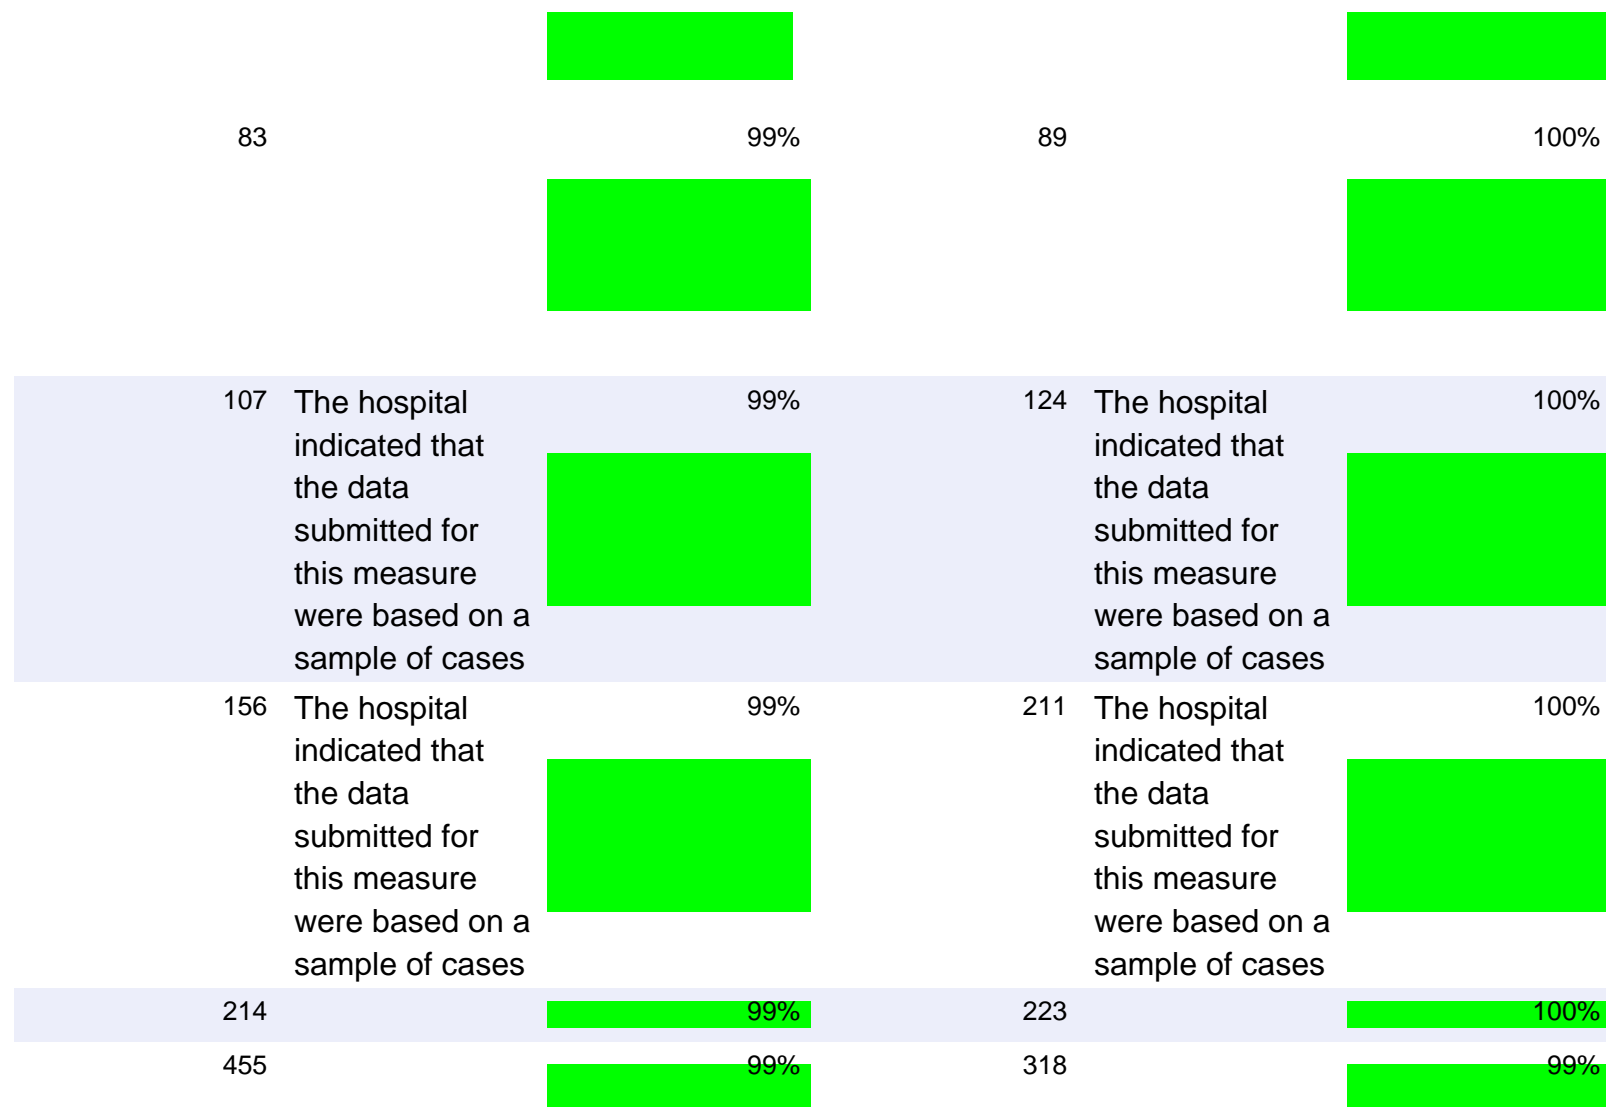 83 99% 89 100%
107 The hospital 99% 124 The hospital 100%
indicated that indicated that
the data the data
submitted for submitted for
this measure this measure
were based on a were based on a
sample of cases sample of cases
156 The hospital 99% 211 The hospital 100%
indicated that indicated that
the data the data
submitted for submitted for
this measure this measure
were based on a were based on a
sample of cases sample of cases
214 99% 223 100%
455 99% 318 99%